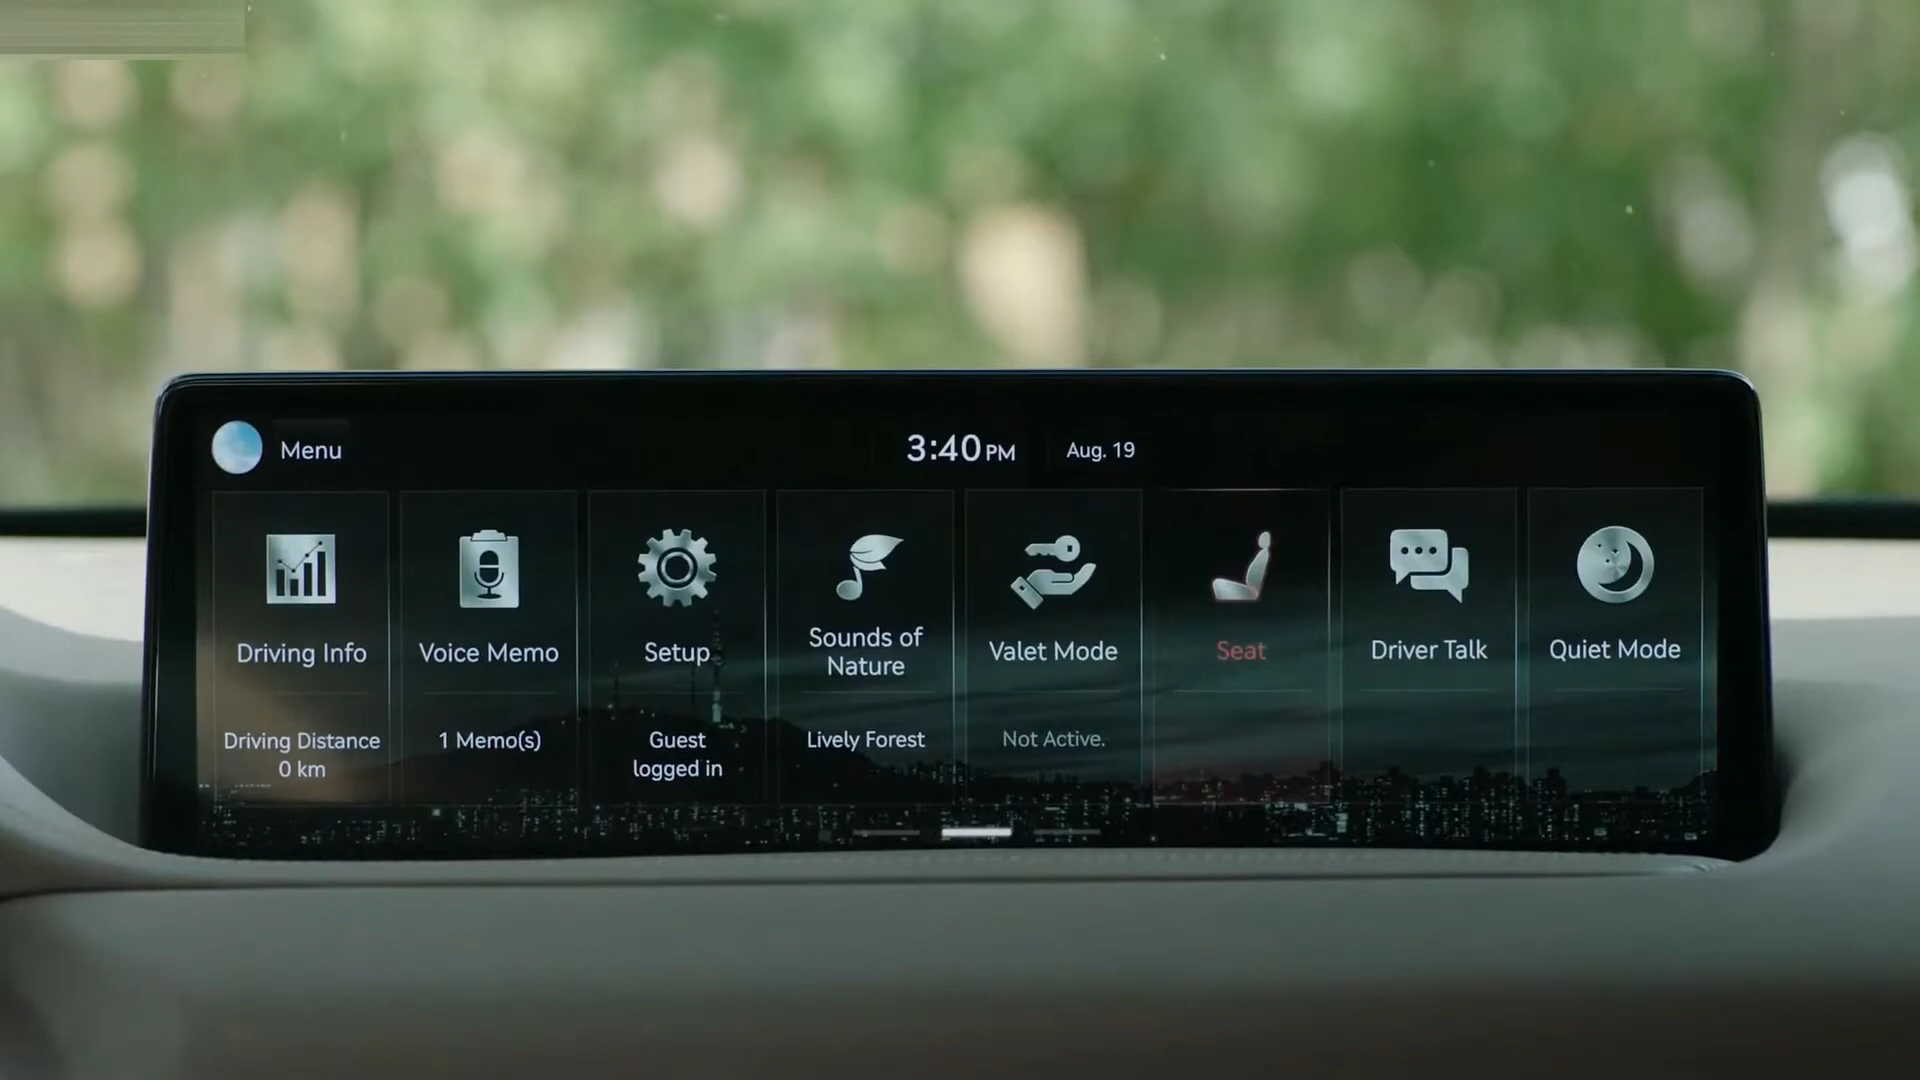 Menu
3:40 PM
Aug. 19
Driving Info
Driving Distance
0 km
Voice Memo
1 Memo(s)
Setup
Guest
logged in
Sounds of
Nature
Lively Forest
Valet Mode
Not Active.
Seat
Driver Talk
Quiet Mode